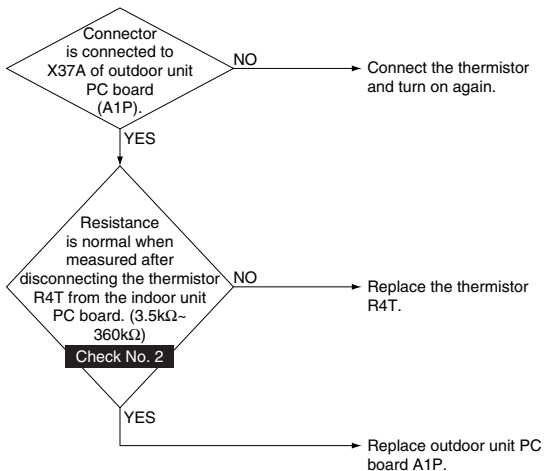 Connector
is connected to
X37A of outdoor unit
PC board
(A1P).
NO
Connect the thermistor
and turn on again.
YES
Resistance
is normal when
measured after
disconnecting the thermistor
R4T from the indoor unit
PC board. (3.5kΩ~
360kΩ)
Check No. 2
NO
Replace the thermistor
R4T.
YES
Replace outdoor unit PC
board A1P.